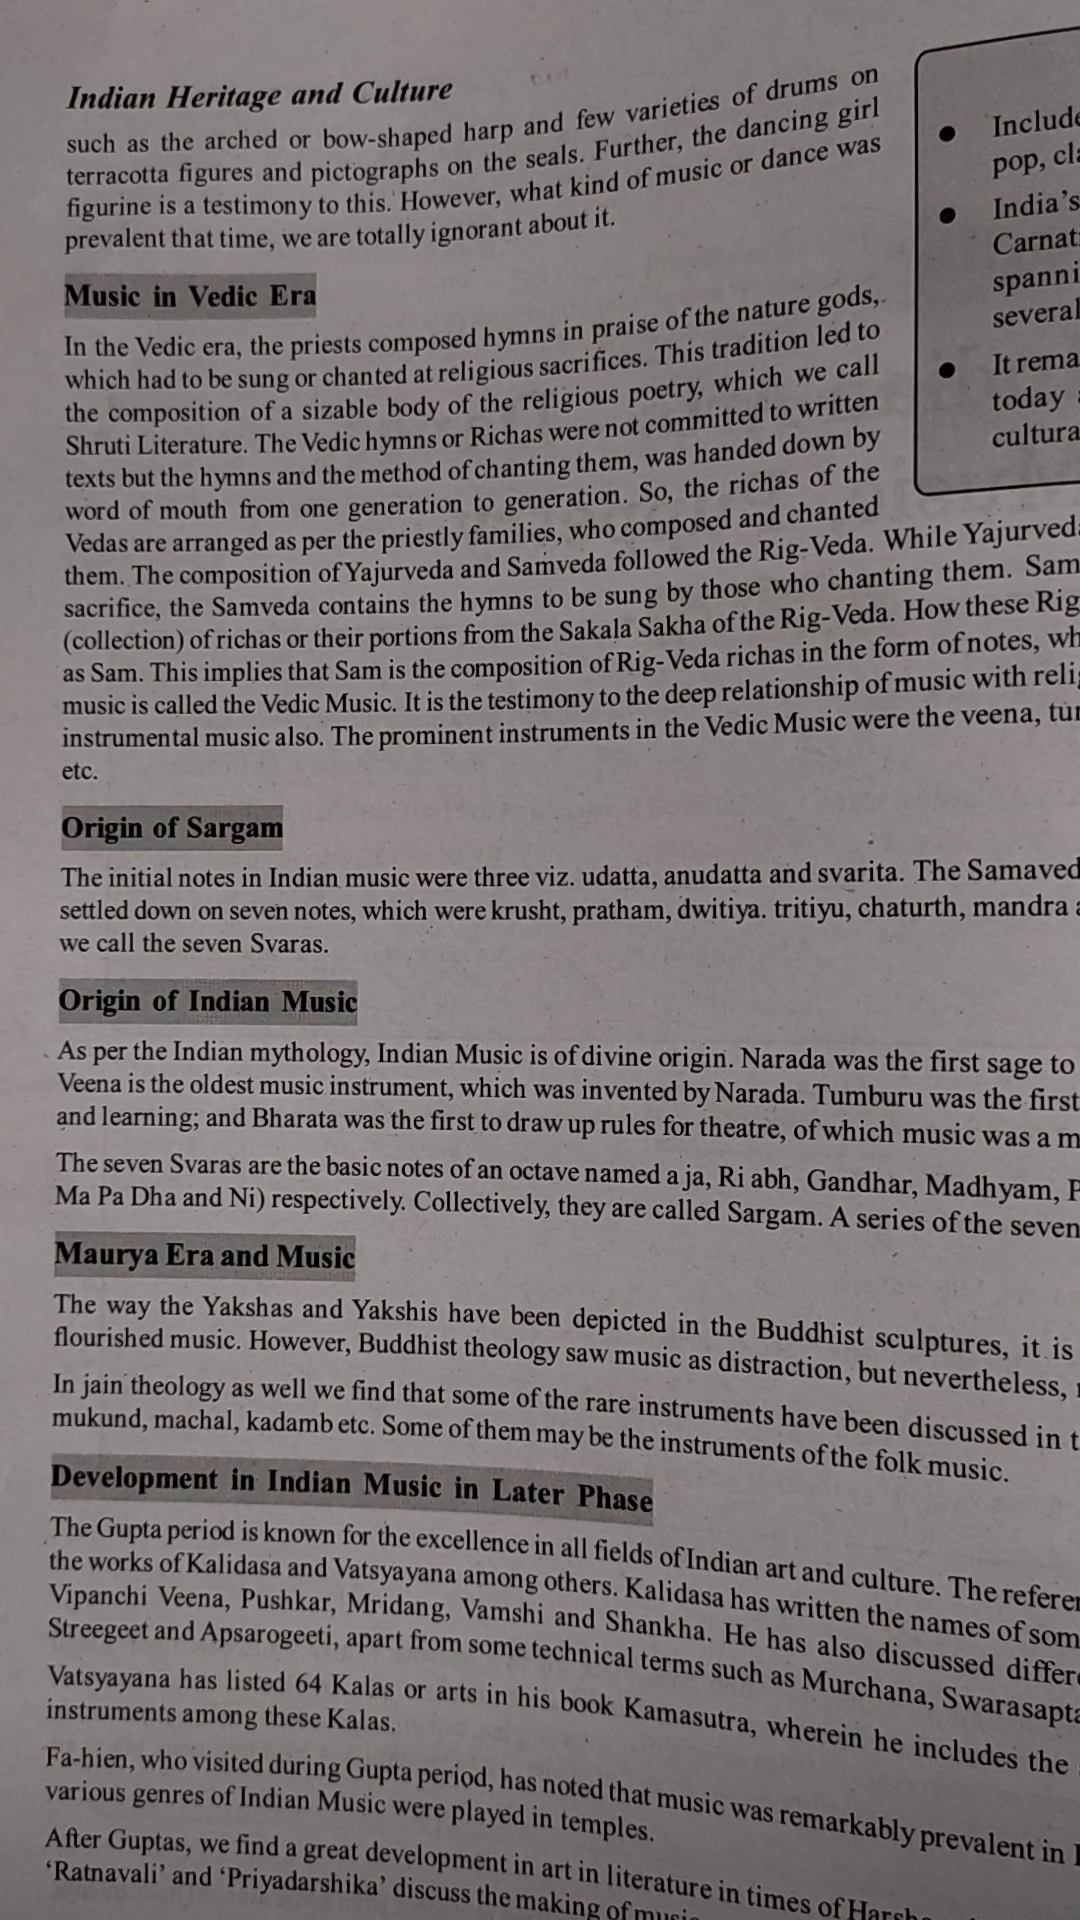 Indian Heritage and Culture
such as the arched or bow-shaped harp and few varieties of drums on
terracotta figures and pictographs on the seals. Further, the dancing girl
figurine is a testimony to this. However, what kind of music or dance was
prevalent that time, we are totally ignorant about it.
Music in Vedic Era
In the Vedic era, the priests composed hymns in praise of the nature gods,
which had to be sung or chanted at religious sacrifices. This tradition led to
the composition of a sizable body of the religious poetry, which we call
Shruti Literature. The Vedic hymns or Richas were not committed to written
texts but the hymns and the method of chanting them, was handed down by
word of mouth from one generation to generation. So, the richas of the
Vedas are arranged as per the priestly families, who composed and chanted
them. The composition of Yajurveda and Samveda followed the Rig-Veda. While Yajurved
sacrifice, the Samveda contains the hymns to be sung by those who chanting them. Sam
(collection) of richas or their portions from the Sakala Sakha of the Rig-Veda. How these Rig
as Sam. This implies that Sam is the composition of Rig-Veda richas in the form of notes, wh
music is called the Vedic Music. It is the testimony to the deep relationship of music with relig
instrumental music also. The prominent instruments in the Vedic Music were the veena, tu
etc.
Origin of Sargam
The initial notes in Indian music were three viz. udatta, anudatta and svarita. The Samaved
settled down on seven notes, which were krusht, pratham, dwitiya. tritiyu, chaturth, mandra
we call the seven Svaras.
Origin of Indian Music
As per the Indian mythology, Indian Music is of divine origin. Narada was the first sage to
Veena is the oldest music instrument, which was invented by Narada. Tumburu was the first
and learning; and Bharata was the first to draw up rules for theatre, of which music was a m
The seven Svaras are the basic notes of an octave named a ja, Ri abh, Gandhar, Madhyam, P
Ma Pa Dha and Ni) respectively. Collectively, they are called Sargam. A series of the seven
Maurya Era and Music
The way the Yakshas and Yakshis have been depicted in the Buddhist sculptures, it is
flourished music. However, Buddhist theology saw music as distraction, but nevertheless,
In jain theology as well we find that some of the rare instruments have been discussed in t
mukund, machal, kadamb etc. Some of them may be the instruments of the folk music.
Development in Indian Music in Later Phase
The Gupta period is known for the excellence in all fields of Indian art and culture. The referen
the works of Kalidasa and Vatsyayana among others. Kalidasa has written the names of som
Vipanchi Veena, Pushkar, Mridang, Vamshi and Shankha. He has also discussed differe
Streegeet and Apsarogeeti, apart from some technical terms such as Murchana, Swarasapta
Vatsyayana has listed 64 Kalas or arts in his book Kamasutra, wherein he includes the
instruments among these Kalas.
Fa-hien, who visited during Gupta period, has noted that music was remarkably prevalent in
various genres of Indian Music were played in temples.
After Guptas, we find a great development in art in literature in times of Harsh
'Ratnavali' and 'Priyadarshika' discuss the making of music
● Include
pop, cla
● India's
Carnat
spanni
several
● It rema
today
cultura